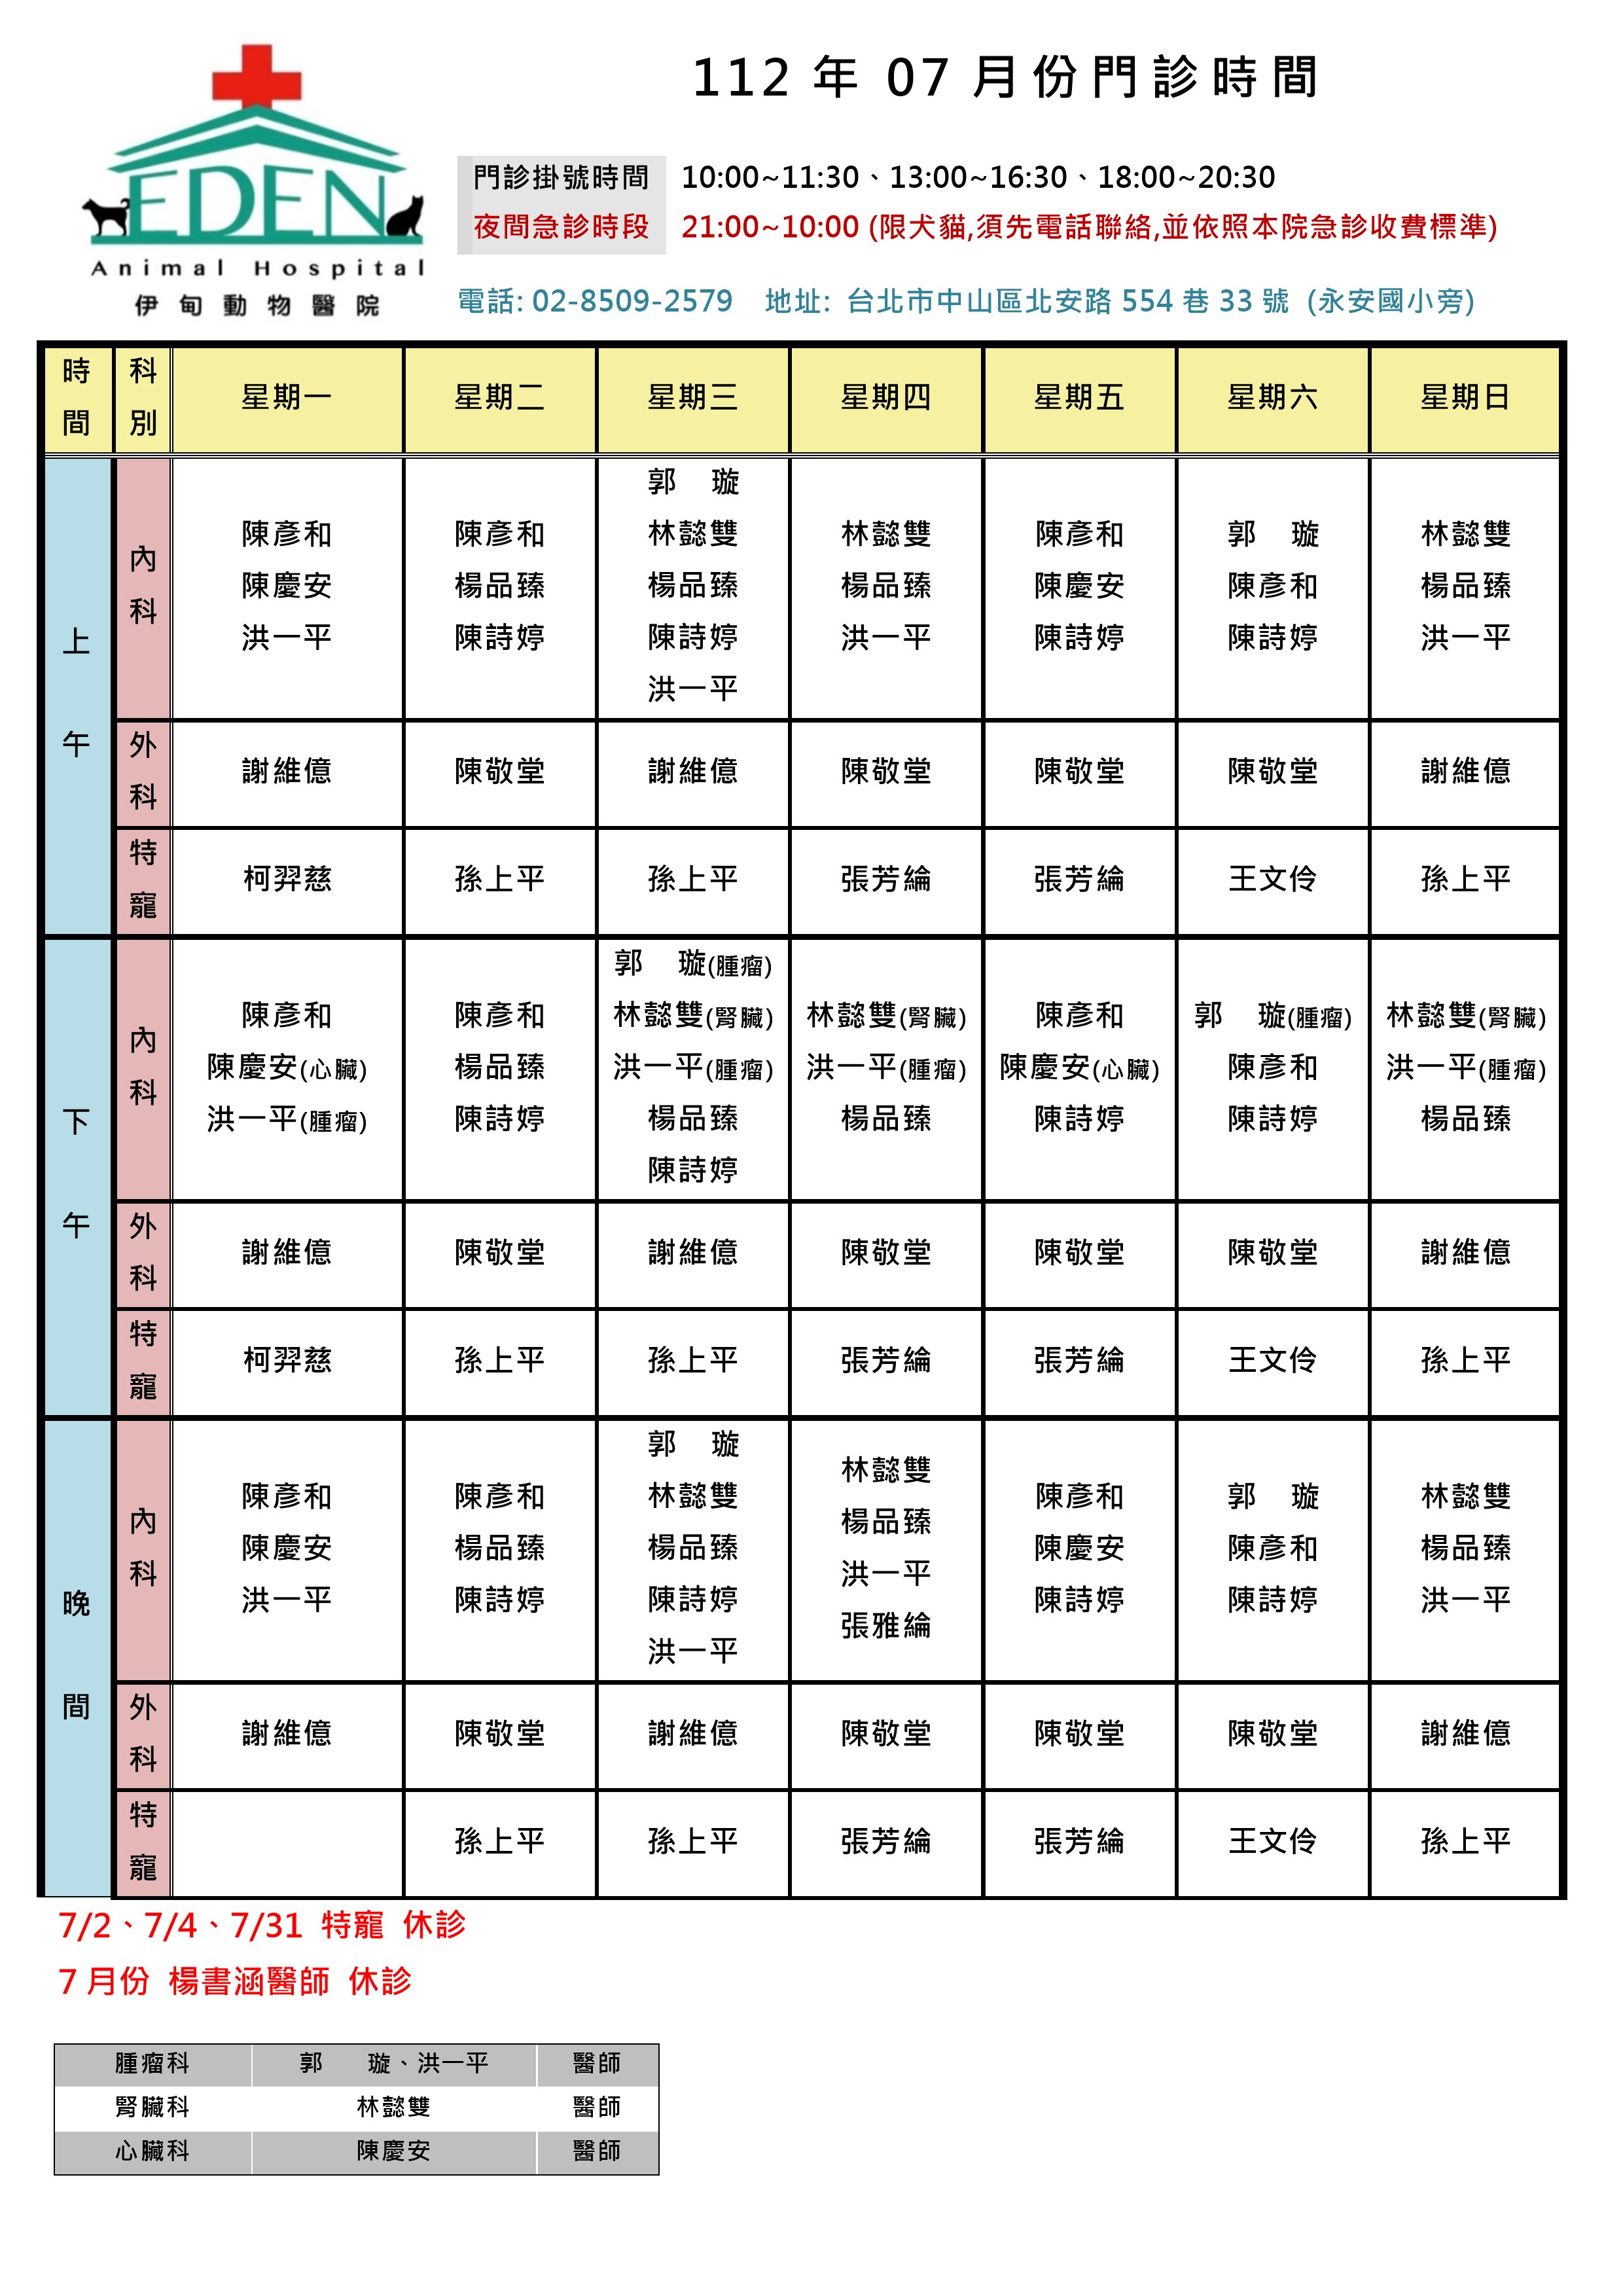 112 年 07 月份門診時間
EDEN
Animal Hospital
伊甸動物醫院
門診掛號時間 10:00~11:30、13:00~16:30、18:00~20:30
夜間急診時段 21:00~10:00 (限犬貓,須先電話聯絡,並依照本院急診收費標準)
電話: 02-8509-2579 地址: 台北市中山區北安路 554 巷 33 號 (永安國小旁)
時間 科別 星期一 星期二 星期三 星期四 星期五 星期六 星期日
上午
內科
陳彥和
陳慶安
洪一平
陳彥和
楊品臻
陳詩婷
郭 璇
林懿雙
楊品臻
陳詩婷
洪一平
林懿雙
楊品臻
洪一平
陳彥和
陳慶安
陳詩婷
郭 璇
陳彥和
陳詩婷
林懿雙
楊品臻
洪一平
外科 謝維億 陳敬堂 謝維億 陳敬堂 陳敬堂 陳敬堂 謝維億
特寵 柯羿慈 孫上平 孫上平 張芳綸 張芳綸 王文伶 孫上平
下午
內科
陳彥和
陳慶安(心臟)
洪一平(腫瘤)
陳彥和
楊品臻
陳詩婷
郭 璇(腫瘤)
林懿雙(腎臟)
洪一平(腫瘤)
楊品臻
陳詩婷
林懿雙(腎臟)
洪一平(腫瘤)
楊品臻
陳彥和
陳慶安(心臟)
陳詩婷
郭 璇(腫瘤)
陳彥和
陳詩婷
林懿雙(腎臟)
洪一平(腫瘤)
楊品臻
外科 謝維億 陳敬堂 謝維億 陳敬堂 陳敬堂 陳敬堂 謝維億
特寵 柯羿慈 孫上平 孫上平 張芳綸 張芳綸 王文伶 孫上平
晚間
內科
陳彥和
陳慶安
洪一平
陳彥和
楊品臻
陳詩婷
郭 璇
林懿雙
楊品臻
陳詩婷
洪一平
林懿雙
楊品臻
洪一平
張雅綸
陳彥和
陳慶安
陳詩婷
郭 璇
陳彥和
陳詩婷
林懿雙
楊品臻
洪一平
外科 謝維億 陳敬堂 謝維億 陳敬堂 陳敬堂 陳敬堂 謝維億
特寵 孫上平 孫上平 張芳綸 張芳綸 王文伶 孫上平
7/2、7/4、7/31 特寵 休診
7 月份 楊書涵醫師 休診
腫瘤科 郭 璇、洪一平 醫師
腎臟科 林懿雙 醫師
心臟科 陳慶安 醫師